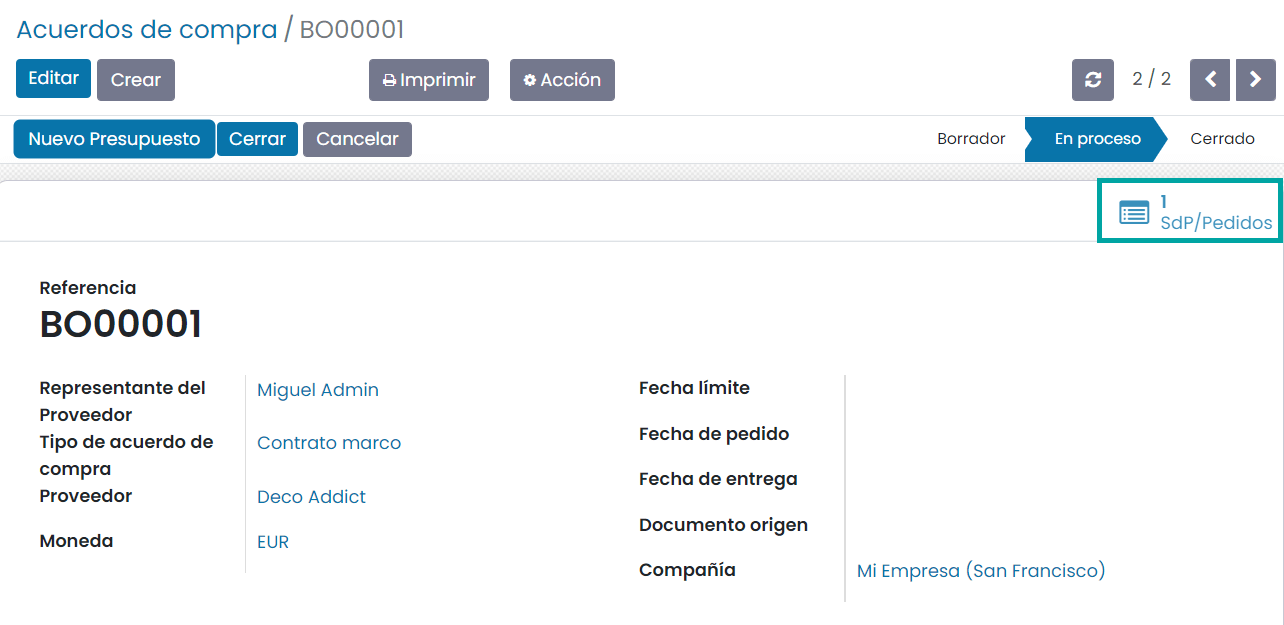 Acuerdos de compra / BO00001
Editar Crear Imprimir Acción 2 / 2
Nuevo Presupuesto Cerrar Cancelar Borrador En proceso Cerrado
1
SdP/Pedidos
Referencia
BO00001
Representante del Proveedor Miguel Admin
Tipo de acuerdo de compra Contrato marco
Proveedor Deco Addict
Moneda EUR
Fecha límite
Fecha de pedido
Fecha de entrega
Documento origen
Compañía Mi Empresa (San Francisco)